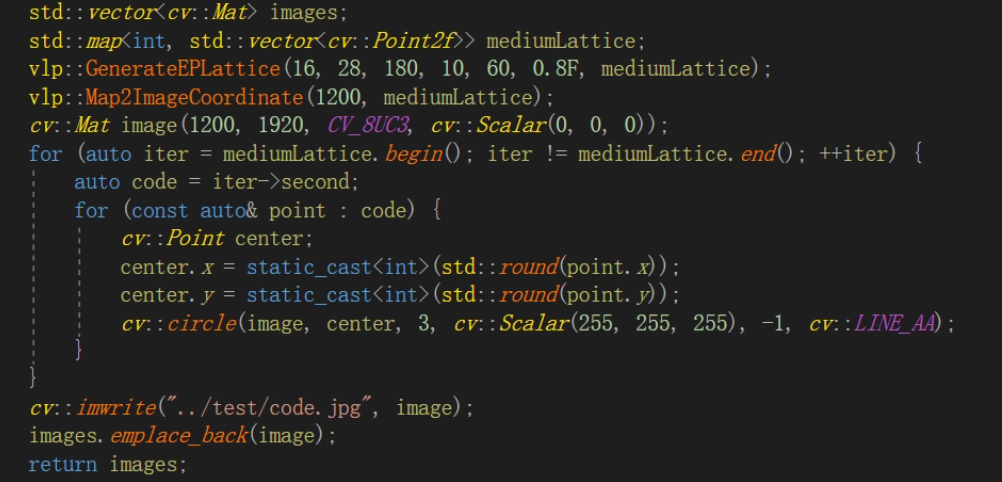 std::vector<cv::Mat> images;
std::map<int, std::vector<cv::Point2f>> mediumLattice;
vlp::GenerateEPLattice(16, 28, 180, 10, 60, 0.8F, mediumLattice);
vlp::Map2ImageCoordinate(1200, mediumLattice);
cv::Mat image(1200, 1920, CV_8UC3, cv::Scalar(0, 0, 0));
for (auto iter = mediumLattice.begin(); iter != mediumLattice.end(); ++iter) {
    auto code = iter->second;
    for (const auto& point : code) {
        cv::Point center;
        center.x = static_cast<int>(std::round(point.x));
        center.y = static_cast<int>(std::round(point.y));
        cv::circle(image, center, 3, cv::Scalar(255, 255, 255), -1, cv::LINE_AA);
    }
}
cv::imwrite("../test/code.jpg", image);
images.emplace_back(image);
return images;